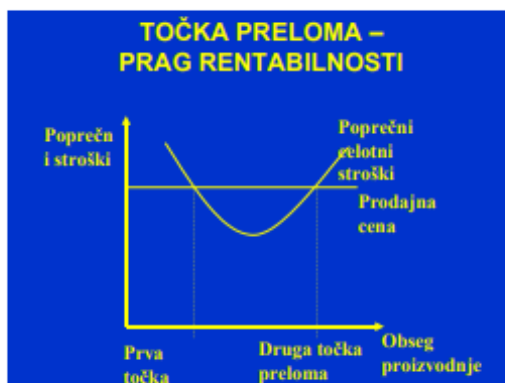 TOČKA PRELOMA –
PRAG RENTABILNOSTI
Poprečn
i stroški
Poprečni
celotni
stroški
Prodajna
cena
Prva
točka
Druga točka
preloma
Obseg
proizvodnje